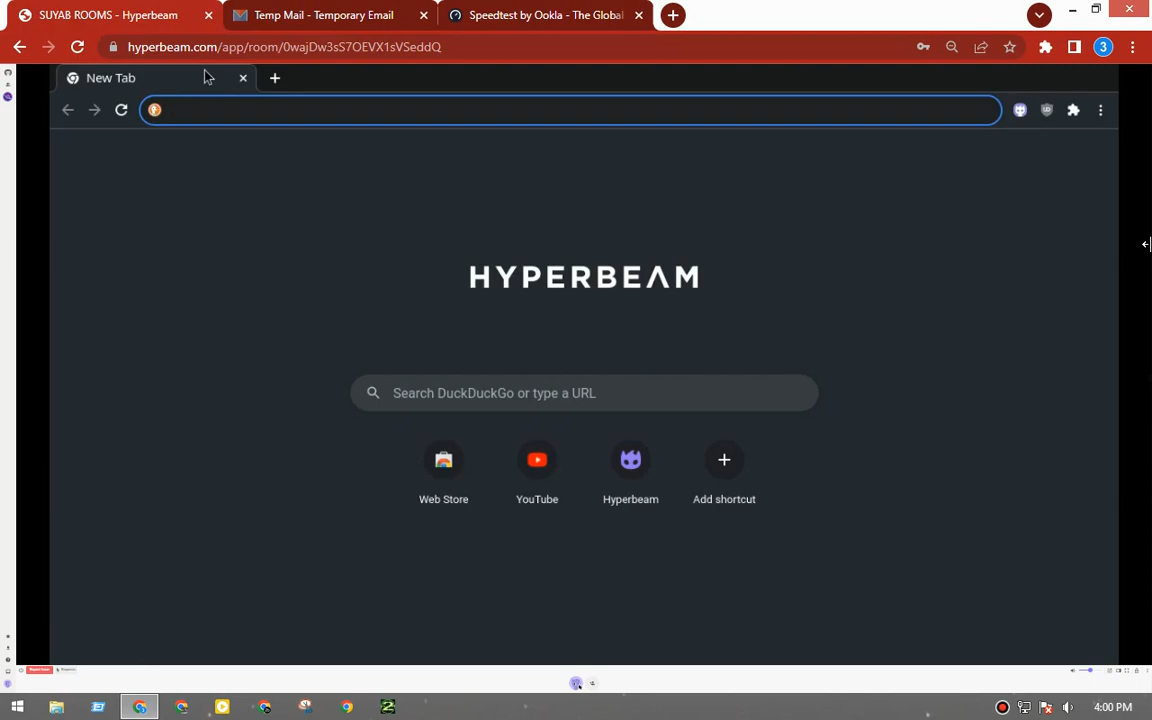 SUYAB ROOMS - Hyperbeam
Temp Mail - Temporary Email
Speedtest by Ookla - The Global
hyperbeam.com/app/room/0wajDw3sS7OEVX1sVSeddQ
3
New Tab
HYPERBEAM
Search DuckDuckGo or type a URL
Web Store
YouTube
Hyperbeam
Add shortcut
4:00 PM